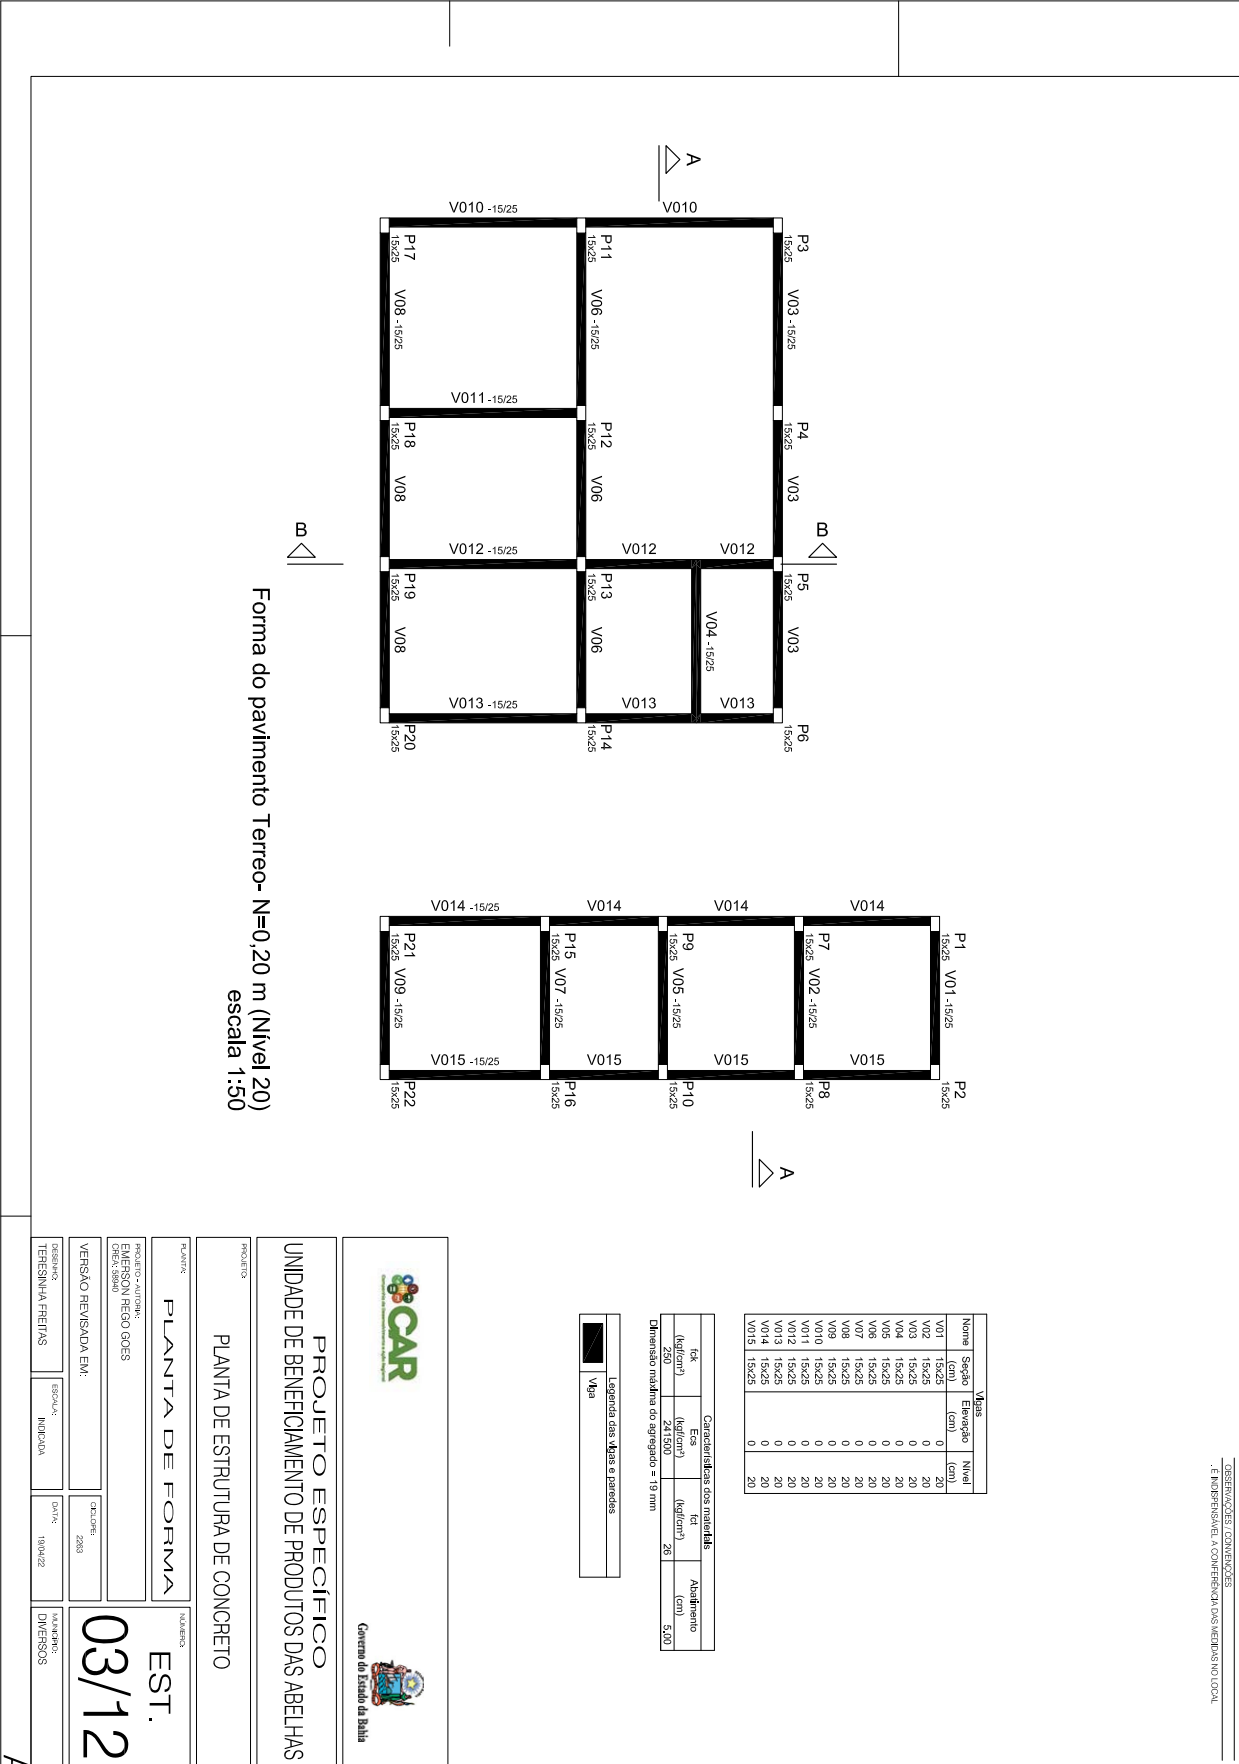 OBSERVAÇÕES / CONVENÇÕES
. É INDISPENSÁVEL A CONFERÊNCIA DAS MEDIDAS NO LOCAL
A
V010 -15/25
V010
P3
15x25
V03 -15/25
P4
15x25
V03
P5
15x25
V03
P6
15x25
P11
15x25
V06 -15/25
P12
15x25
V06
P13
15x25
V06
P14
15x25
P17
15x25
V08 -15/25
P18
15x25
V08
P19
15x25
V08
P20
15x25
V011 -15/25
V012 -15/25
V012
V012
V04 -15/25
V013 -15/25
V013
V013
B
B
P1
15x25
V01 -15/25
P2
15x25
P7
15x25
V02 -15/25
P8
15x25
P9
15x25
V05 -15/25
P10
15x25
P15
15x25
V07 -15/25
P16
15x25
P21
15x25
V09 -15/25
P22
15x25
V014 -15/25
V014
V014
V014
V015 -15/25
V015
V015
V015
A
Forma do pavimento Terreo- N=0,20 m (Nível 20)
escala 1:50
Vigas
Nome Seção (cm) Elevação (cm) Nível (cm)
V01 15x25 0 20
V02 15x25 0 20
V03 15x25 0 20
V04 15x25 0 20
V05 15x25 0 20
V06 15x25 0 20
V07 15x25 0 20
V08 15x25 0 20
V09 15x25 0 20
V010 15x25 0 20
V011 15x25 0 20
V012 15x25 0 20
V013 15x25 0 20
V014 15x25 0 20
V015 15x25 0 20
Características dos materiais
fck (kgf/cm²) Ecs (kgf/cm²) fct (kgf/cm²) Abatimento (cm)
250 241500 26 5.00
Dimensão máxima do agregado = 19 mm
Legenda das vigas e paredes
Viga
CAR
Companhia de Desenvolvimento e Ação Regional
Governo do Estado da Bahia
PROJETO ESPECÍFICO
UNIDADE DE BENEFICIAMENTO DE PRODUTOS DAS ABELHAS
PROJETO:
PLANTA DE ESTRUTURA DE CONCRETO
PLANTA:
PLANTA DE FORMA
NUMERO:
EST.
03/12
PROJETO - AUTORIA:
EMERSON REGO GOES
CREA: 58940
VERSÃO REVISADA EM:
CICLOPE:
2263
DESENHO:
TERESINHA FREITAS
ESCALA:
INDICADA
DATA:
19/04/22
MUNICÍPIO:
DIVERSOS